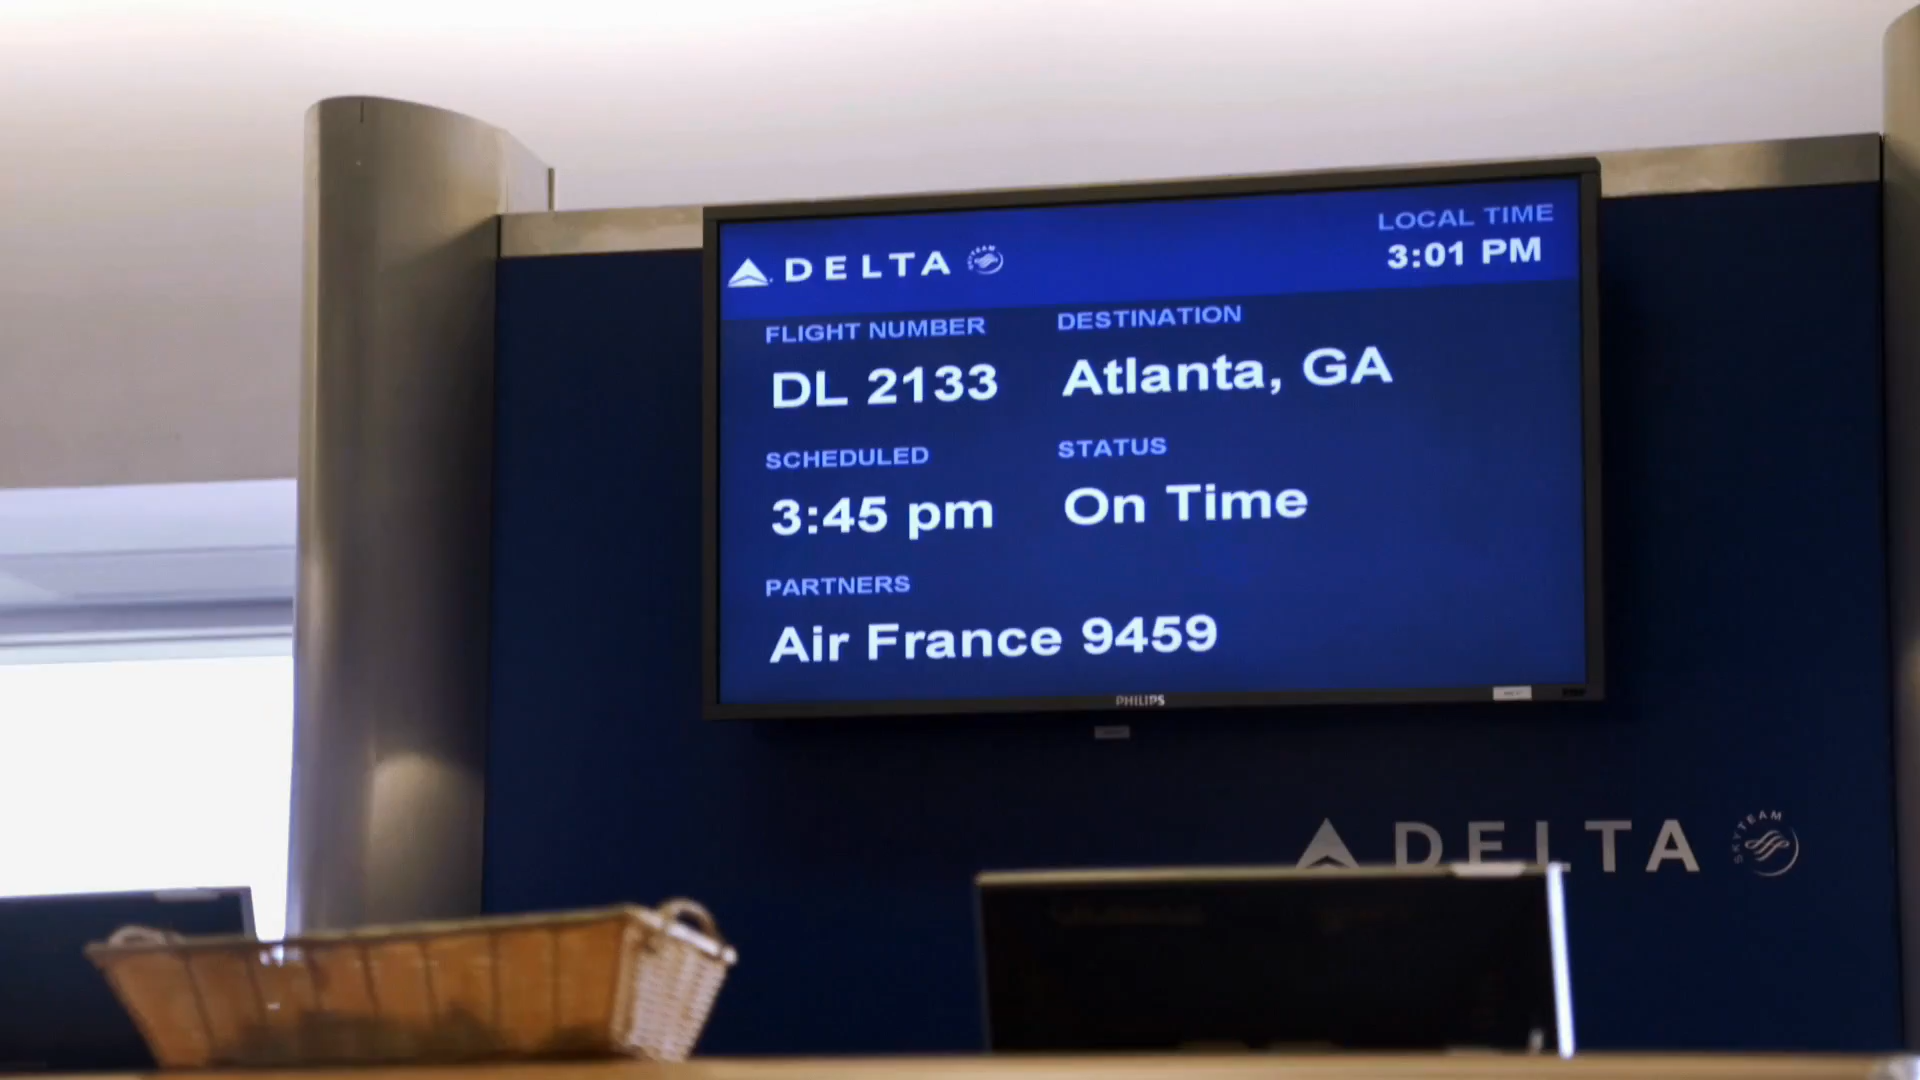 DELTA
LOCAL TIME
3:01 PM
FLIGHT NUMBER DESTINATION
DL 2133 Atlanta, GA
SCHEDULED STATUS
3:45 pm On Time
PARTNERS
Air France 9459
PHILIPS
DELTA SKYTEAM